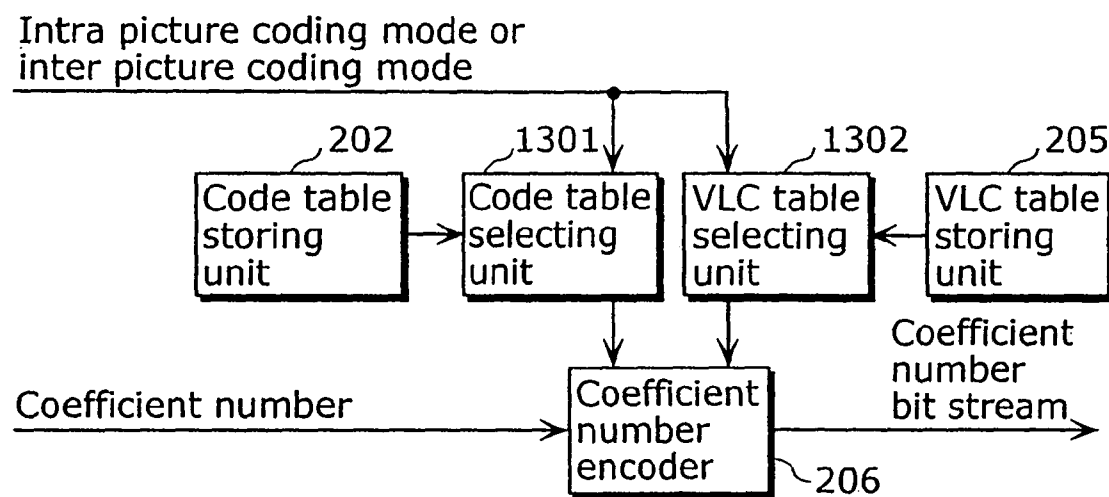 Intra picture coding mode or
inter picture coding mode
202
1301
1302
205
Code table
storing
unit
Code table
selecting
unit
VLC table
selecting
unit
VLC table
storing
unit
Coefficient
number
bit stream
Coefficient number
Coefficient
number
encoder
206